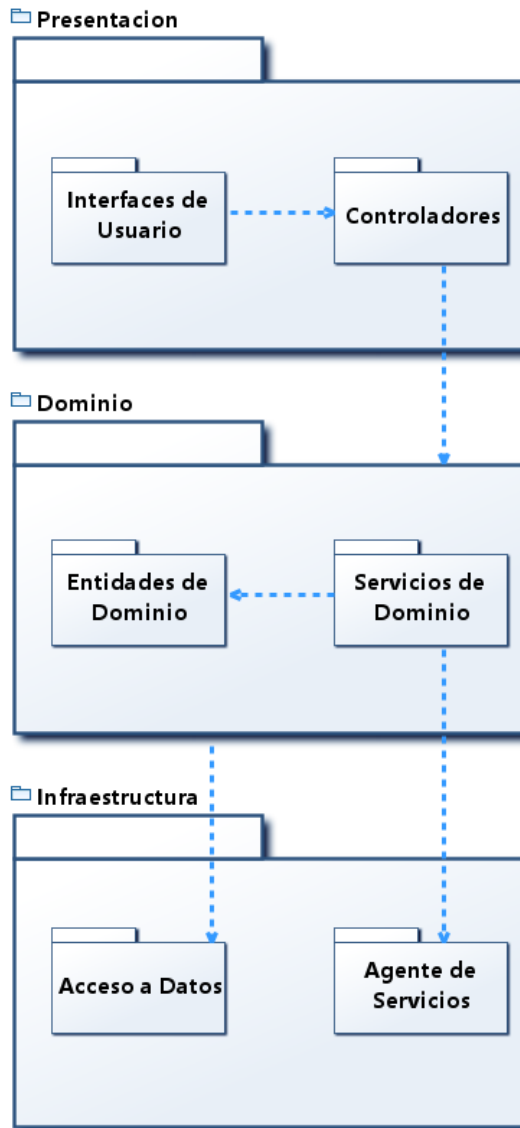 Presentacion
Interfaces de
Usuario
Controladores
Dominio
Entidades de
Dominio
Servicios de
Dominio
Infraestructura
Acceso a Datos
Agente de
Servicios